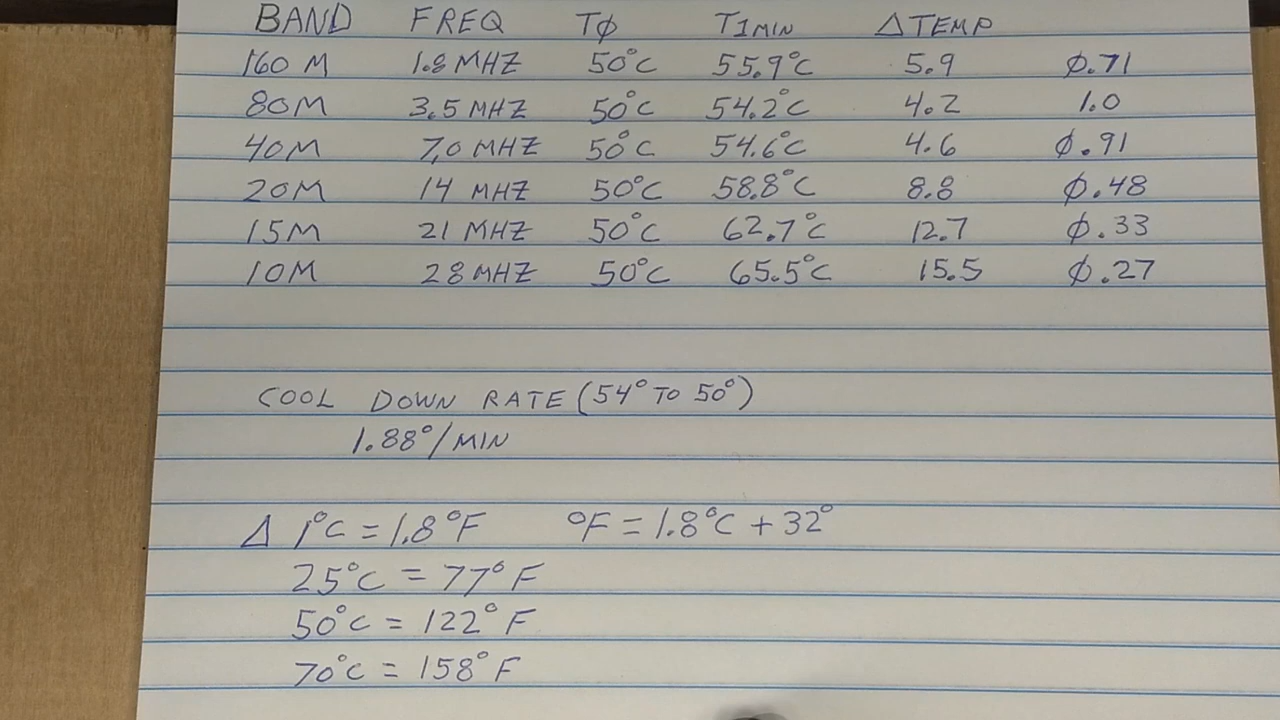 BAND FREQ TØ T1MIN ΔTEMP
160 M 1.8 MHZ 50°C 55.9°C 5.9 Ø.71
80M 3.5 MHZ 50°C 54.2°C 4.2 1.0
40M 7.0 MHZ 50°C 54.6°C 4.6 Ø.91
20M 14 MHZ 50°C 58.8°C 8.8 Ø.48
15M 21 MHZ 50°C 62.7°C 12.7 Ø.33
10M 28 MHZ 50°C 65.5°C 15.5 Ø.27
COOL DOWN RATE (54° TO 50°)
1.88°/MIN
Δ 1°C = 1.8°F °F = 1.8°C + 32°
25°C = 77°F
50°C = 122°F
70°C = 158°F